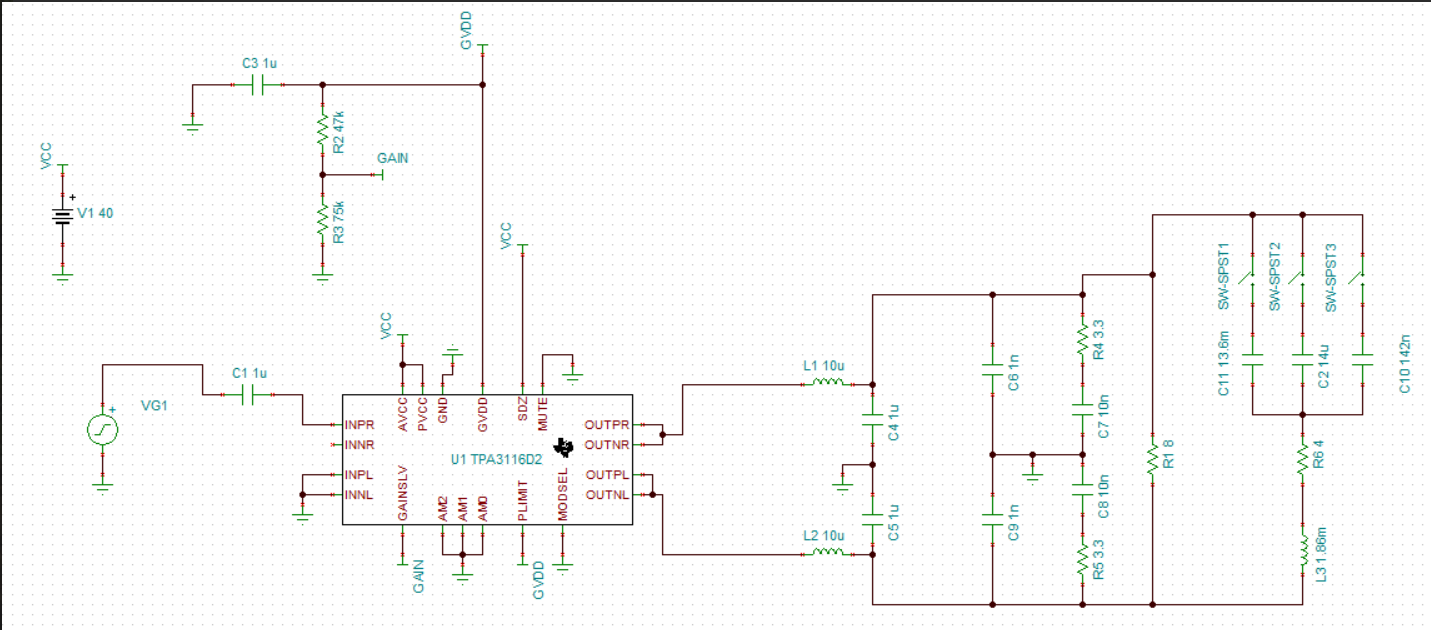 GVDD
C3 1u
R2 47k
GAIN
VCC
V1 40
R3 75k
VCC
SW-SPST1
SW-SPST2
SW-SPST3
VCC
R4 3.3
C6 1n
L1 10u
C11 13.6m
C2 14u
C10 142n
C1 1u
VG1
AVCC
PVCC
GND
GVDD
SDZ
MUTE
C4 1u
C7 10n
INPR
OUTPR
INNR
OUTNR
U1 TPA3116D2
R1 8
R6 4
INPL
OUTPL
INNL
OUTNL
GAINSLV
AM2
AM1
AM0
PLIMIT
MODSEL
C5 1u
C9 1n
C8 10n
L2 10u
R5 3.3
L3 1.86m
GAIN
GVDD